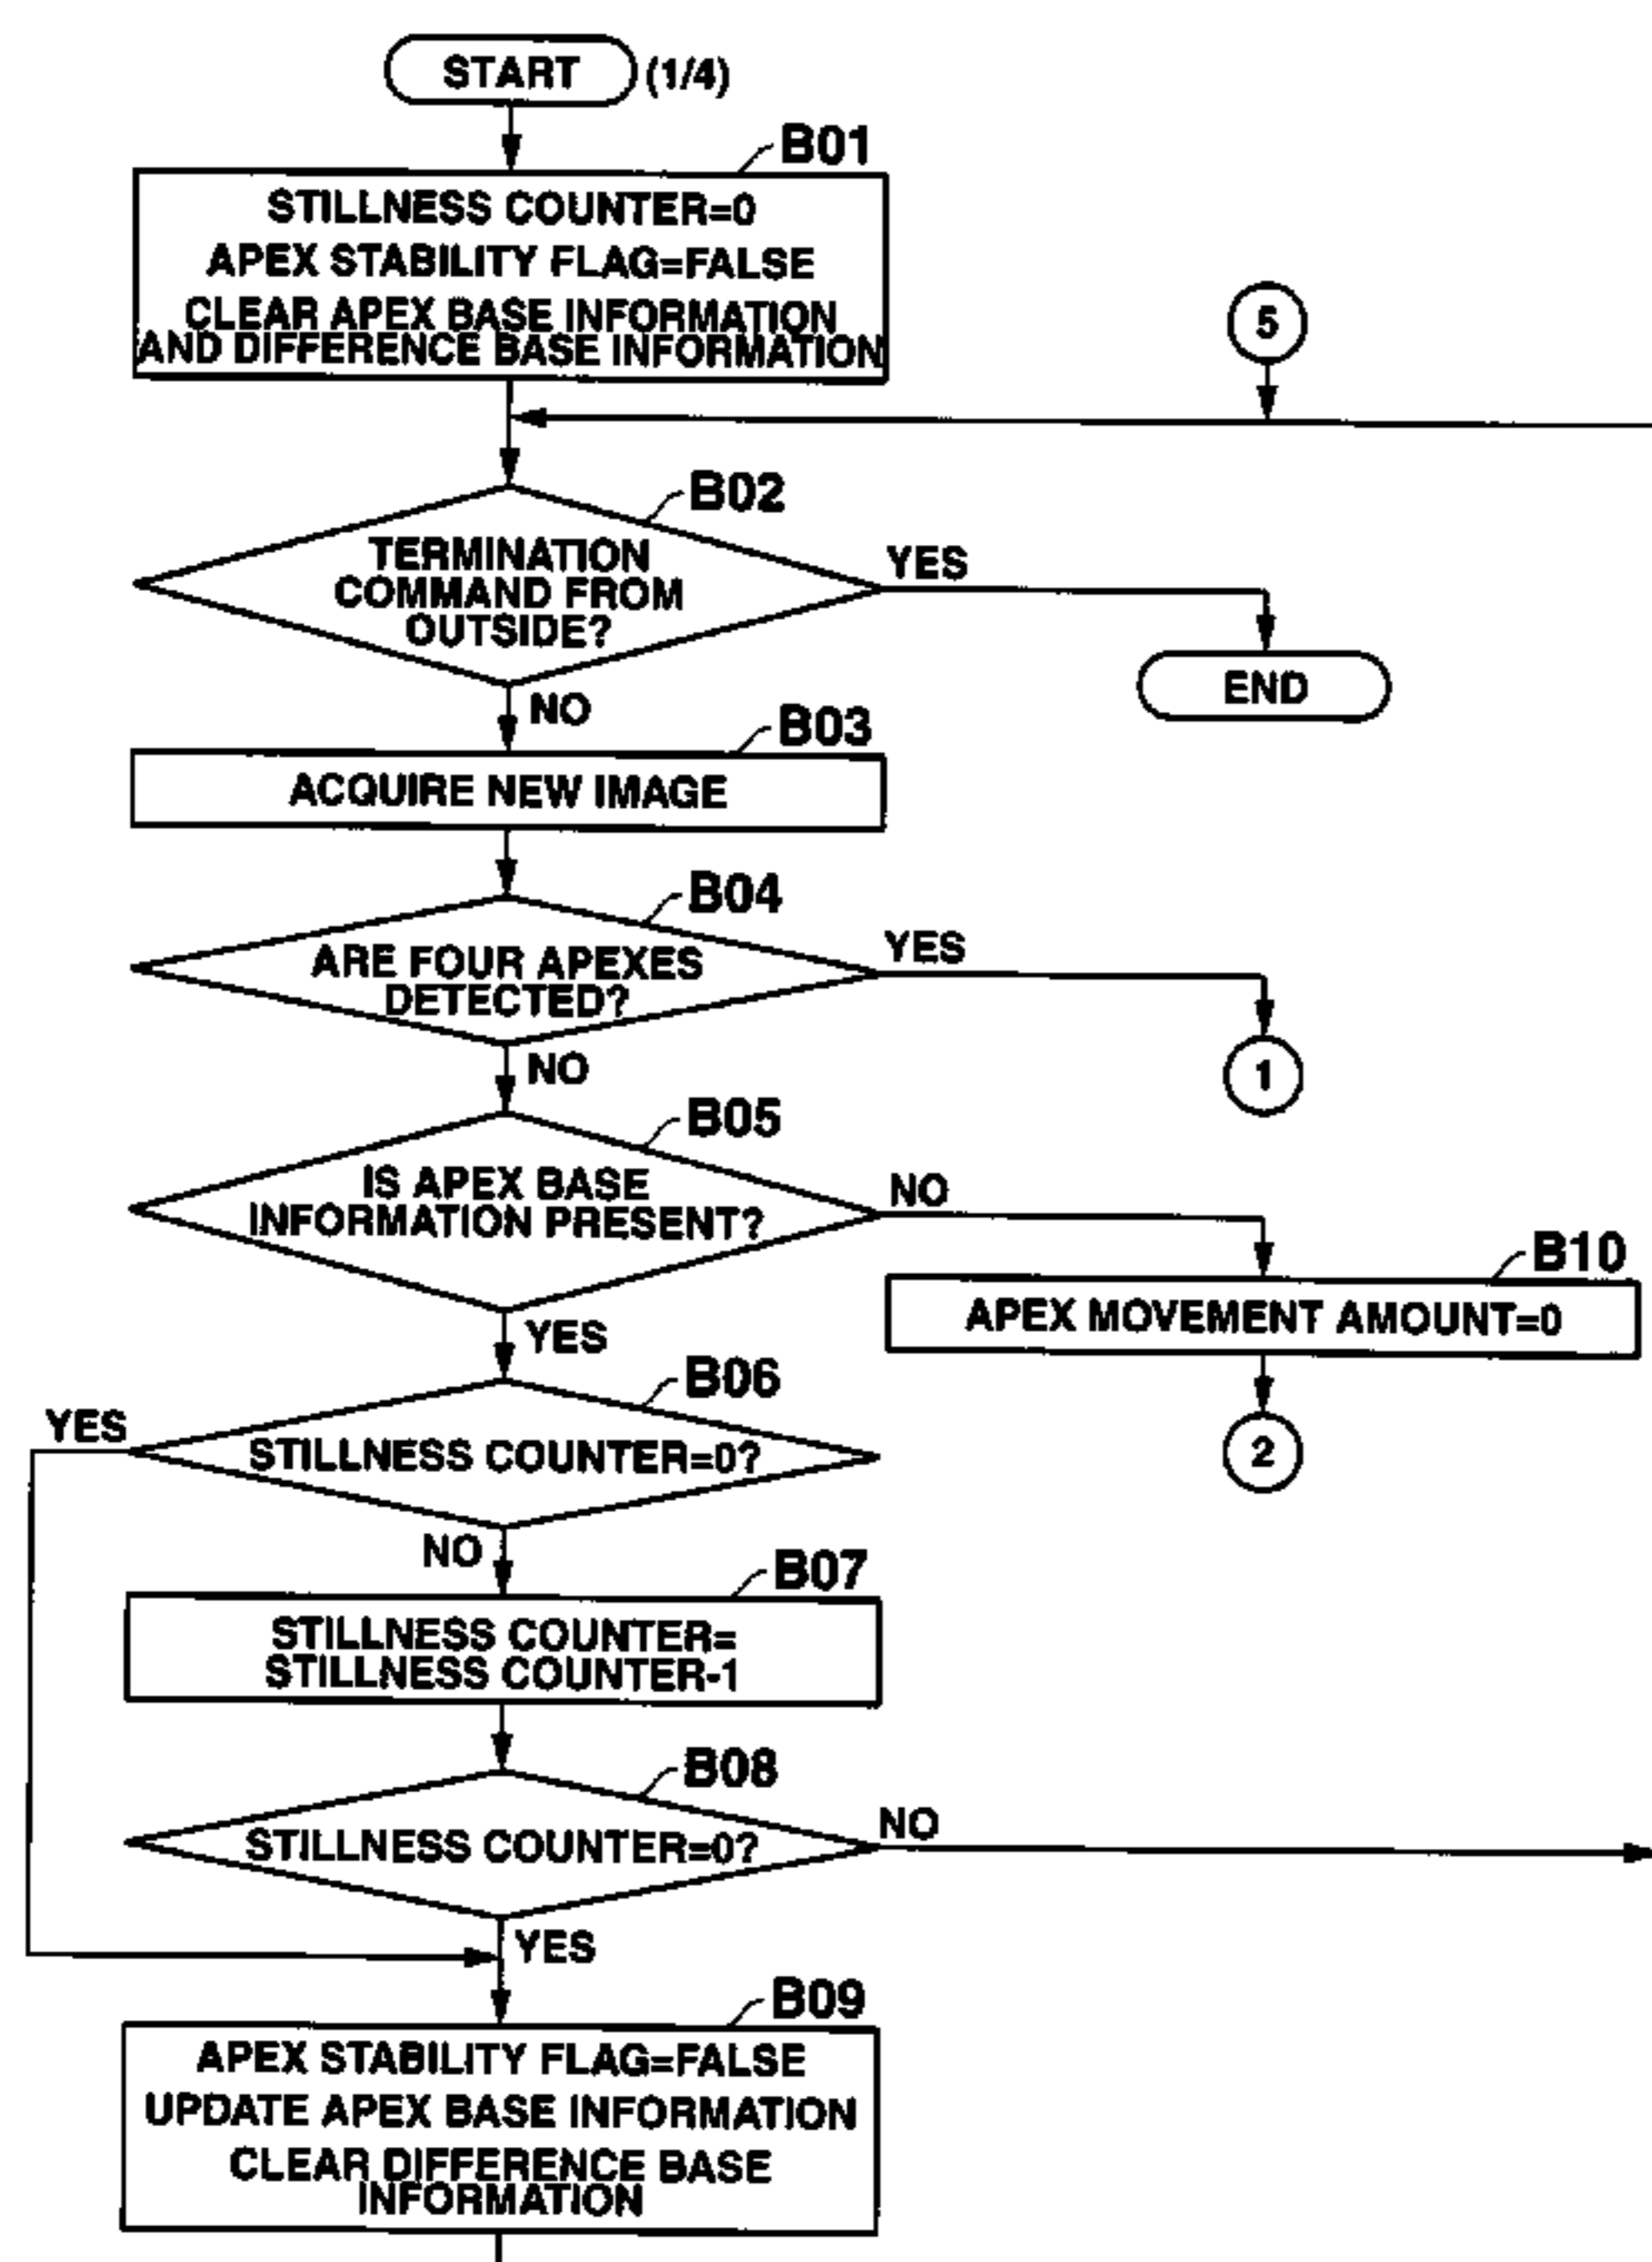 START
(1/4)
B01
STILLNESS COUNTER=0
APEX STABILITY FLAG=FALSE
CLEAR APEX BASE INFORMATION
AND DIFFERENCE BASE INFORMATION
5
B02
TERMINATION
COMMAND FROM
OUTSIDE?
YES
END
NO
B03
ACQUIRE NEW IMAGE
B04
ARE FOUR APEXES
DETECTED?
YES
1
NO
B05
IS APEX BASE
INFORMATION PRESENT?
NO
B10
APEX MOVEMENT AMOUNT=0
2
YES
B06
YES
STILLNESS COUNTER=0?
NO
B07
STILLNESS COUNTER=
STILLNESS COUNTER-1
B08
STILLNESS COUNTER=0?
NO
YES
B09
APEX STABILITY FLAG=FALSE
UPDATE APEX BASE INFORMATION
CLEAR DIFFERENCE BASE
INFORMATION